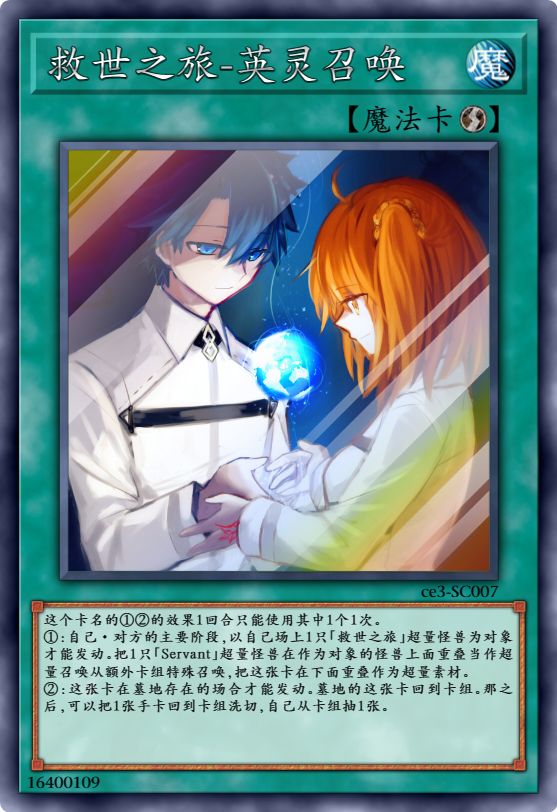 救世之旅-英灵召唤
魔
【魔法卡】
ce3-SC007
这个卡名的①②的效果1回合只能使用其中1个1次。
①:自己·对方的主要阶段,以自己场上1只「救世之旅」超量怪兽为对象
才能发动。把1只「Servant」超量怪兽在作为对象的怪兽上面重叠当作超
量召唤从额外卡组特殊召唤,把这张卡在下面重叠作为超量素材。
②:这张卡在墓地存在的场合才能发动。墓地的这张卡回到卡组。那之
后,可以把1张手卡回到卡组洗切,自己从卡组抽1张。
16400109